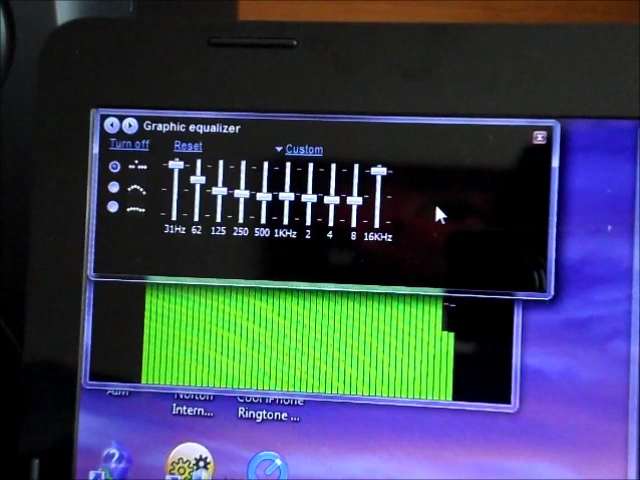 Graphic equalizer
Turn off Reset Custom
31Hz 62 125 250 500 1KHz 2 4 8 16KHz
Norton Cool iPhone
Intern... Ringtone ...